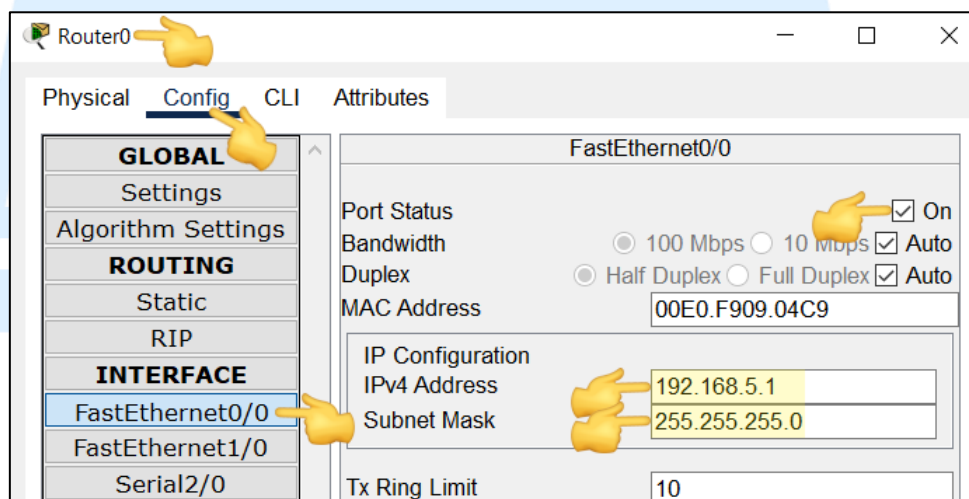 Router0
Physical Config CLI Attributes
GLOBAL
Settings
Algorithm Settings
ROUTING
Static
RIP
INTERFACE
FastEthernet0/0
FastEthernet1/0
Serial2/0
FastEthernet0/0
Port Status On
Bandwidth 100 Mbps 10 Mbps Auto
Duplex Half Duplex Full Duplex Auto
MAC Address 00E0.F909.04C9
IP Configuration
IPv4 Address 192.168.5.1
Subnet Mask 255.255.255.0
Tx Ring Limit 10